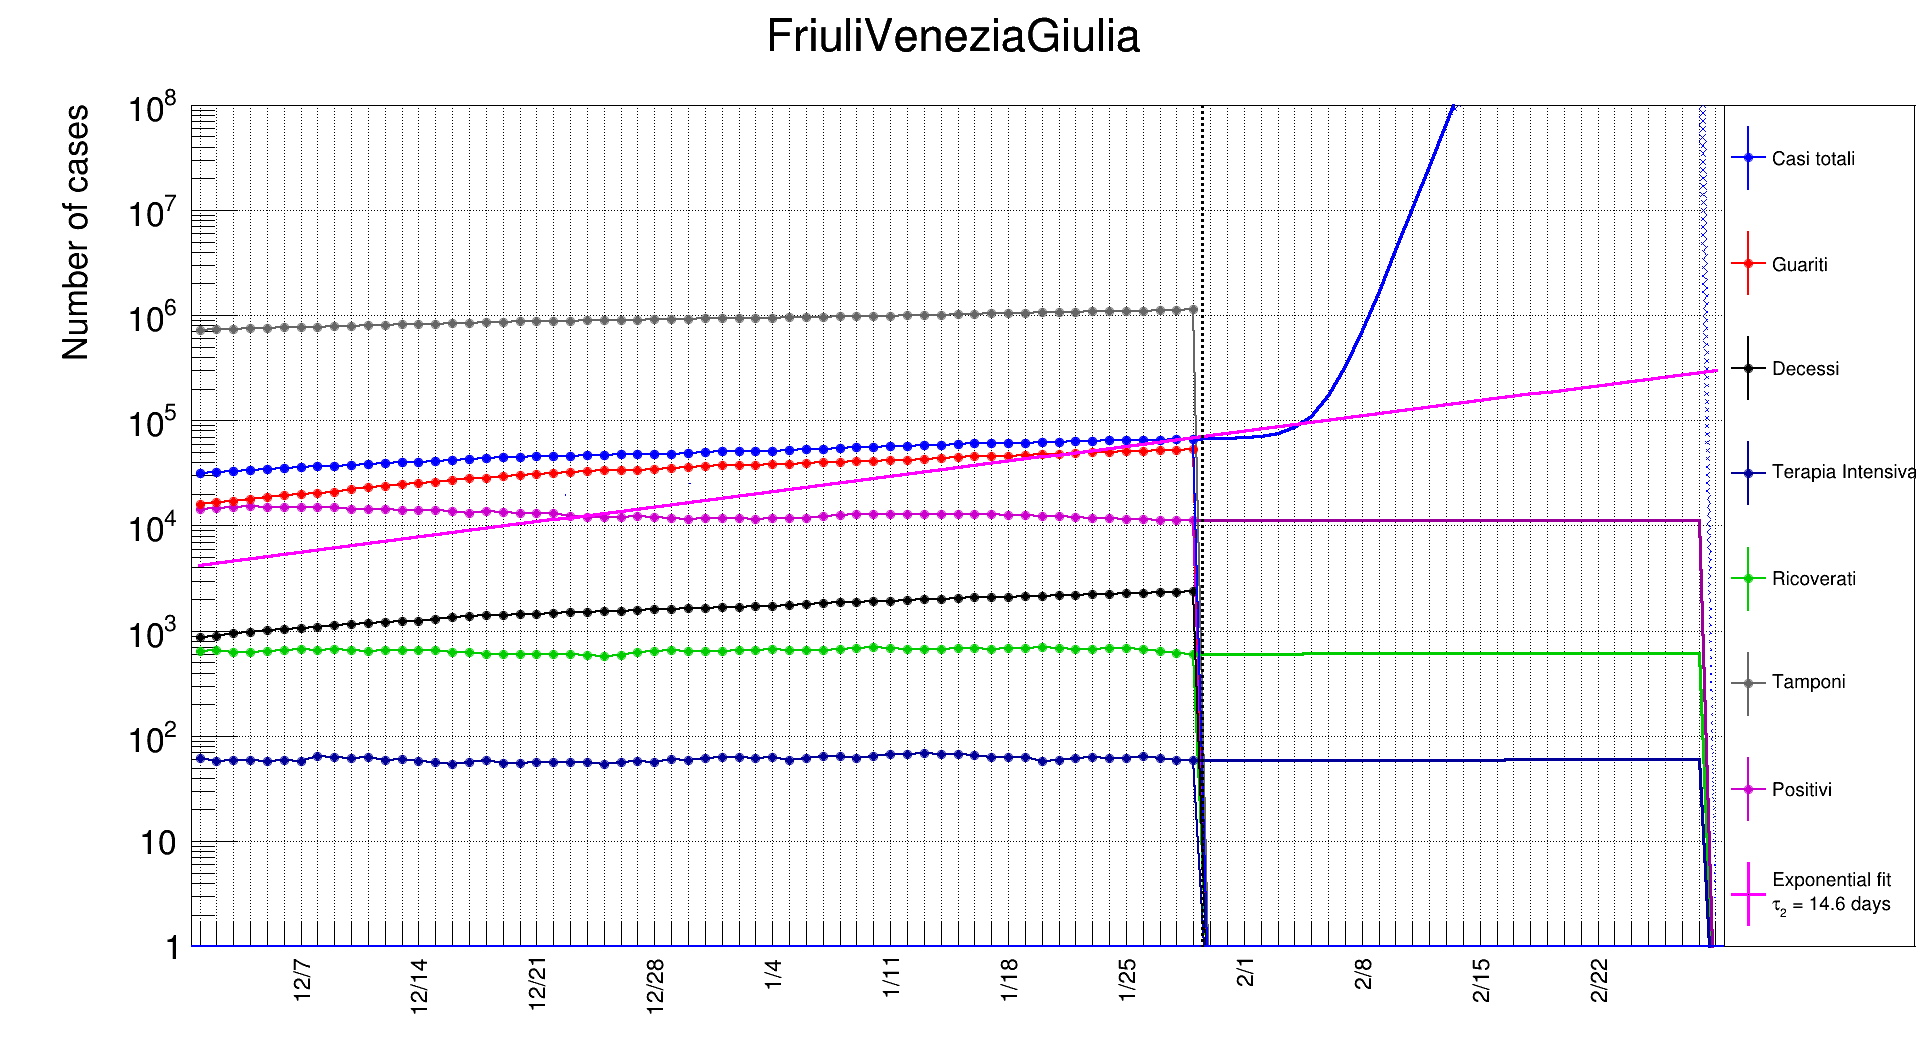 FriuliVeneziaGiulia
Number of cases
10^8
10^7
10^6
10^5
10^4
10^3
10^2
10
1
12/7
12/14
12/21
12/28
1/4
1/11
1/18
1/25
2/1
2/8
2/15
2/22
Casi totali
Guariti
Decessi
Terapia Intensiva
Ricoverati
Tamponi
Positivi
Exponential fit
τ₂ = 14.6 days